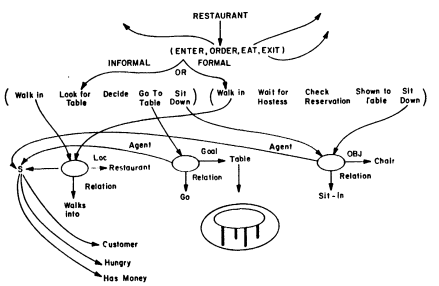 RESTAURANT
(ENTER, ORDER, EAT, EXIT)
INFORMAL FORMAL
OR
(Walk in Look for Table Decide Go To Table Sit Down) (Walk in Wait for Hostess Check Reservation Shown to Table Sit Down)
Agent Goal Table Agent OBJ Chair
S Loc Restaurant
Relation Relation Relation
Walks into Go Sit-In
Customer
Hungry
Has Money